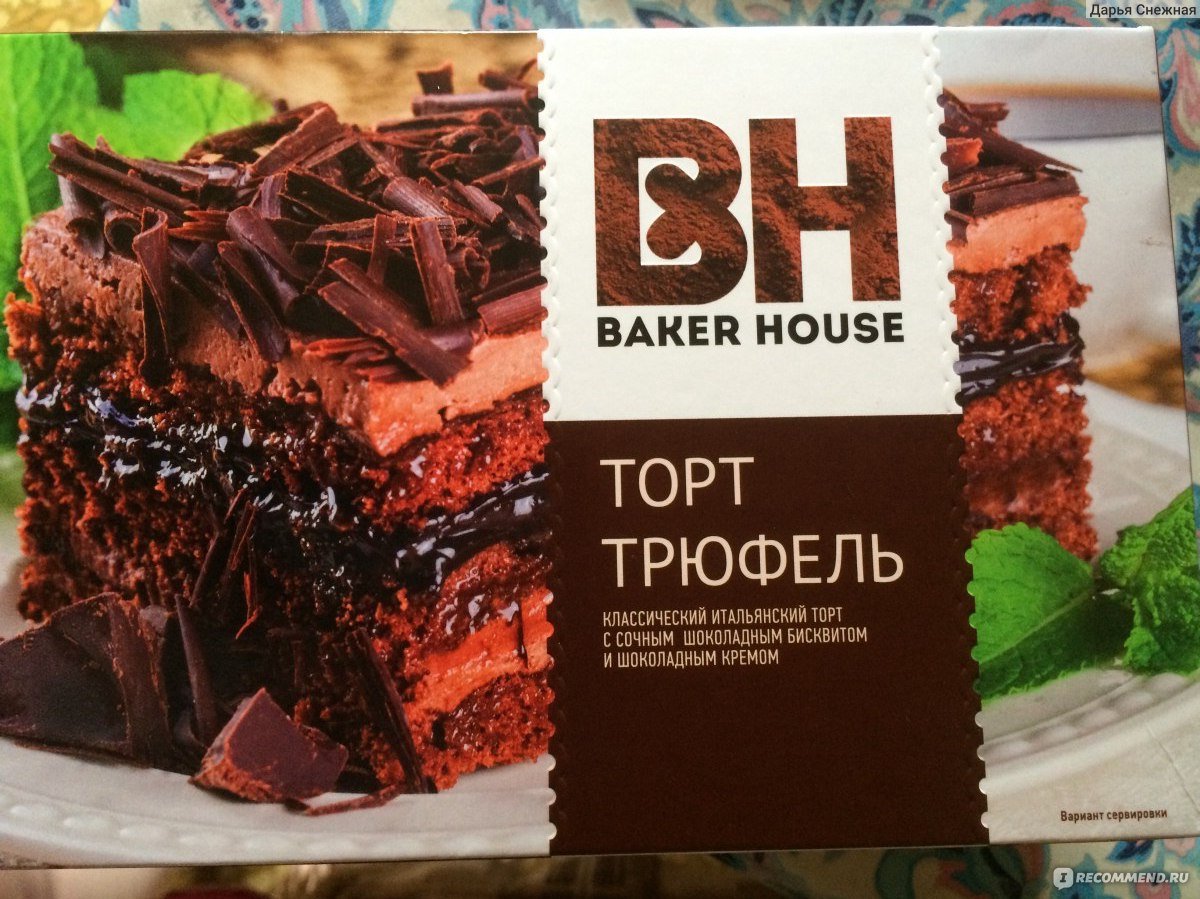 Дарья Снежная
BH
BAKER HOUSE
ТОРТ
ТРЮФЕЛЬ
КЛАССИЧЕСКИЙ ИТАЛЬЯНСКИЙ ТОРТ
С СОЧНЫМ ШОКОЛАДНЫМ БИСКВИТОМ
И ШОКОЛАДНЫМ КРЕМОМ
Вариант сервировки
I RECOMMEND.RU